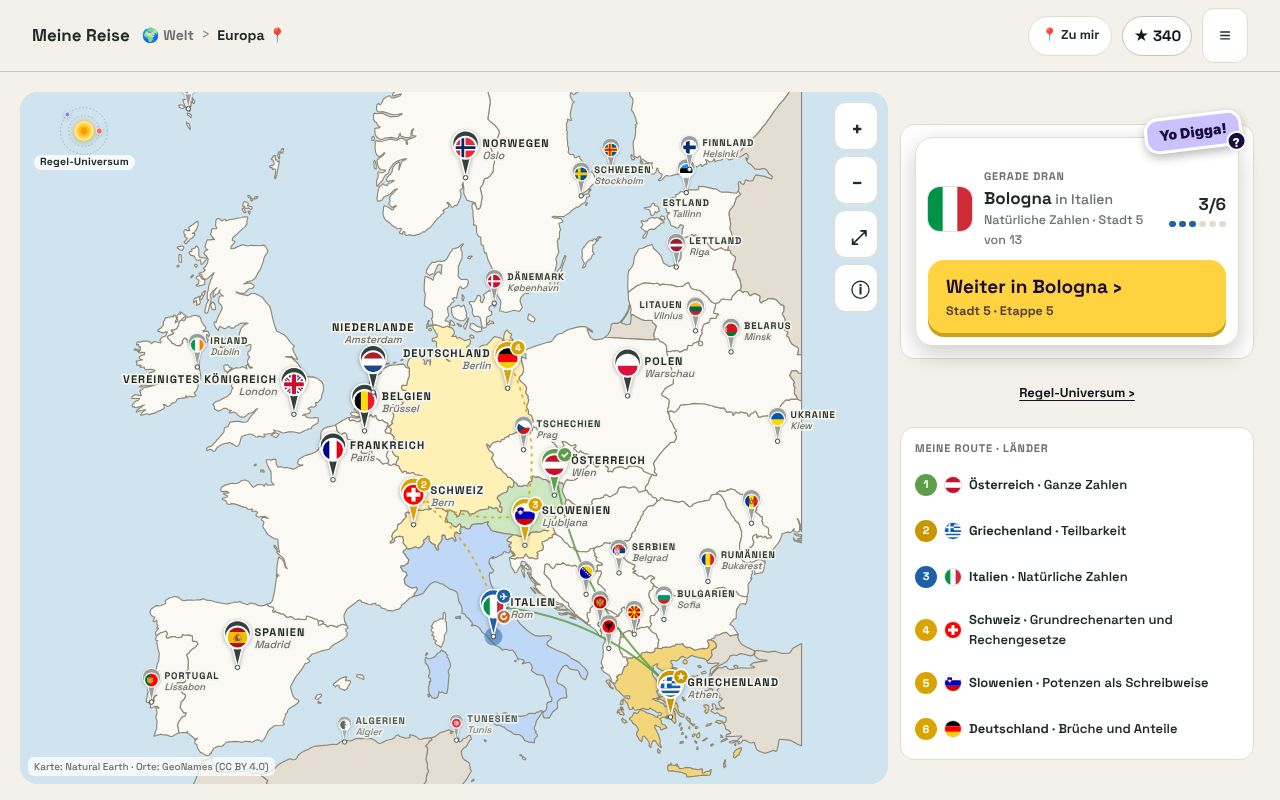 Meine Reise 🌍 Welt > Europa 📍
📍 Zu mir
★ 340
≡
Regel-Universum
+
−
NORWEGEN
Oslo
SCHWEDEN
Stockholm
FINNLAND
Helsinki
ESTLAND
Tallinn
LETTLAND
Riga
DÄNEMARK
København
LITAUEN
Vilnius
BELARUS
Minsk
NIEDERLANDE
Amsterdam
IRLAND
Dublin
DEUTSCHLAND
Berlin
4
POLEN
Warschau
VEREINIGTES KÖNIGREICH
London
BELGIEN
Brüssel
UKRAINE
Kiew
TSCHECHIEN
Prag
FRANKREICH
Paris
ÖSTERREICH
Wien
SCHWEIZ
Bern
2
SLOWENIEN
Ljubljana
3
SERBIEN
Belgrad
RUMÄNIEN
Bukarest
ITALIEN
Rom
BULGARIEN
Sofia
SPANIEN
Madrid
PORTUGAL
Lissabon
GRIECHENLAND
Athen
ALGERIEN
Algier
TUNESIEN
Tunis
Karte: Natural Earth · Orte: GeoNames (CC BY 4.0)
Yo Digga!
?
GERADE DRAN
Bologna in Italien
Natürliche Zahlen · Stadt 5
von 13
3/6
Weiter in Bologna >
Stadt 5 · Etappe 5
Regel-Universum >
MEINE ROUTE · LÄNDER
1 Österreich · Ganze Zahlen
2 Griechenland · Teilbarkeit
3 Italien · Natürliche Zahlen
4 Schweiz · Grundrechenarten und
Rechengesetze
5 Slowenien · Potenzen als Schreibweise
6 Deutschland · Brüche und Anteile